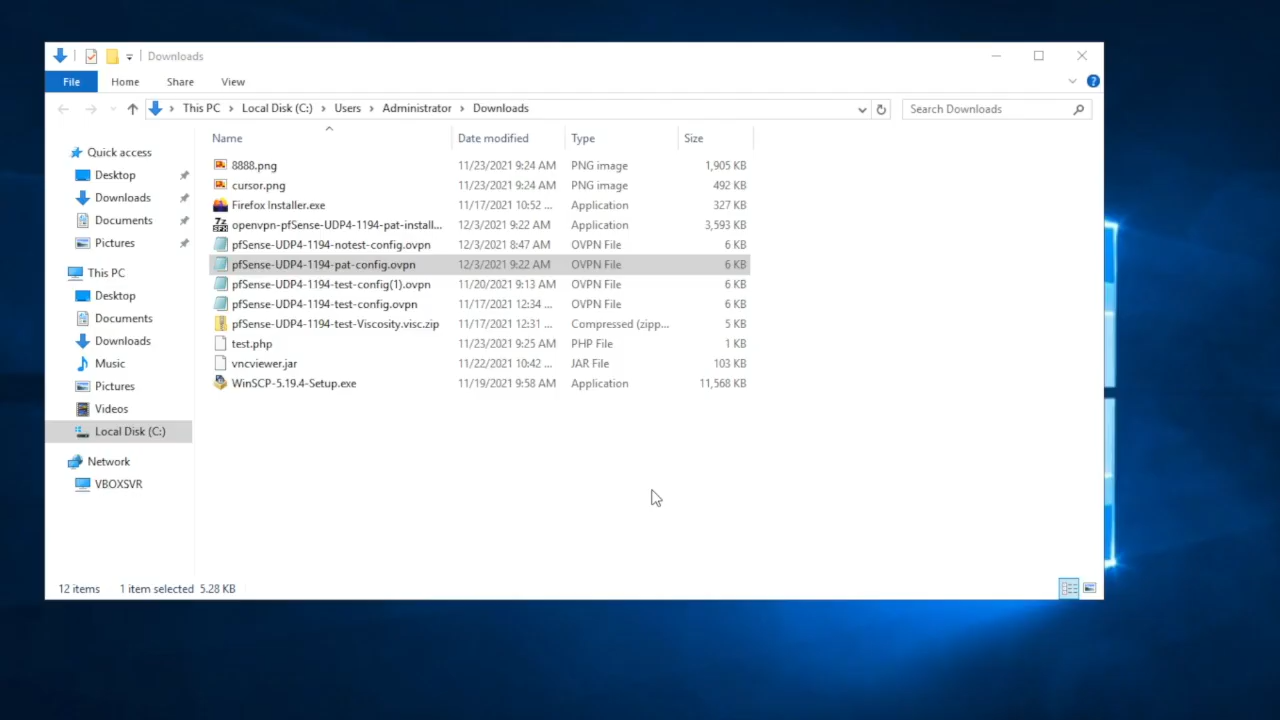 Downloads
File Home Share View
This PC Local Disk (C:) Users Administrator Downloads Search Downloads
Name Date modified Type Size
Quick access
Desktop
Downloads
Documents
Pictures
This PC
Desktop
Documents
Downloads
Music
Pictures
Videos
Local Disk (C:)
Network
VBOXSVR
8888.png 11/23/2021 9:24 AM PNG image 1,905 KB
cursor.png 11/23/2021 9:24 AM PNG image 492 KB
Firefox Installer.exe 11/17/2021 10:52 ... Application 327 KB
openvpn-pfSense-UDP4-1194-pat-install... 12/3/2021 9:22 AM Application 3,593 KB
pfSense-UDP4-1194-notest-config.ovpn 12/3/2021 8:47 AM OVPN File 6 KB
pfSense-UDP4-1194-pat-config.ovpn 12/3/2021 9:22 AM OVPN File 6 KB
pfSense-UDP4-1194-test-config(1).ovpn 11/20/2021 9:13 AM OVPN File 6 KB
pfSense-UDP4-1194-test-config.ovpn 11/17/2021 12:34 ... OVPN File 6 KB
pfSense-UDP4-1194-test-Viscosity.visc.zip 11/17/2021 12:31 ... Compressed (zipp... 5 KB
test.php 11/23/2021 9:25 AM PHP File 1 KB
vncviewer.jar 11/22/2021 10:42 ... JAR File 103 KB
WinSCP-5.19.4-Setup.exe 11/19/2021 9:58 AM Application 11,568 KB
12 items 1 item selected 5.28 KB